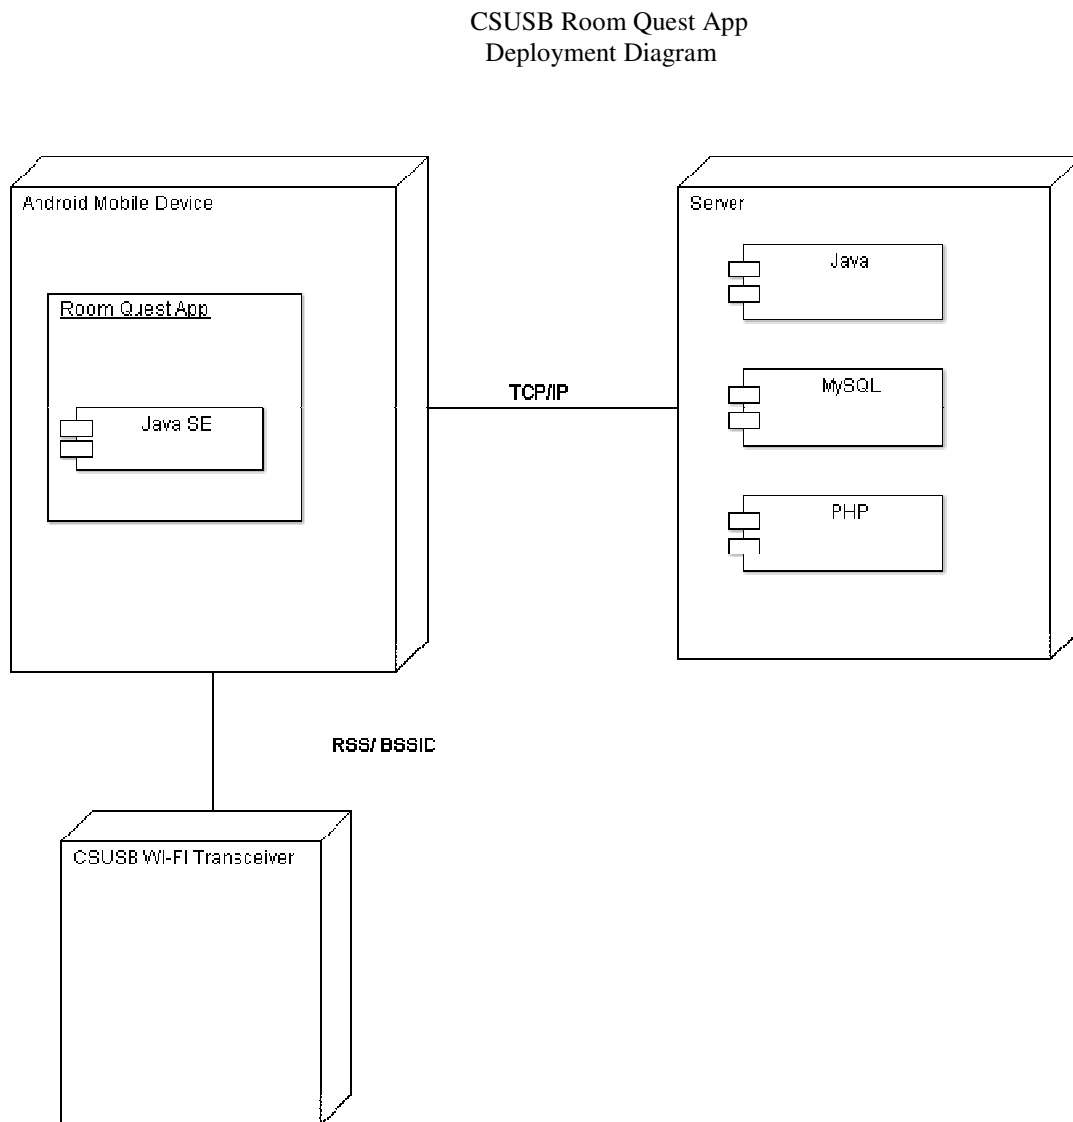 CSUSB Room Quest App
Deployment Diagram
Android Mobile Device
Server
Java
Room Quest App
TCP/IP
MySQL
Java SE
PHP
RSS/ BSSID
CSUSB WI-FI Transceiver